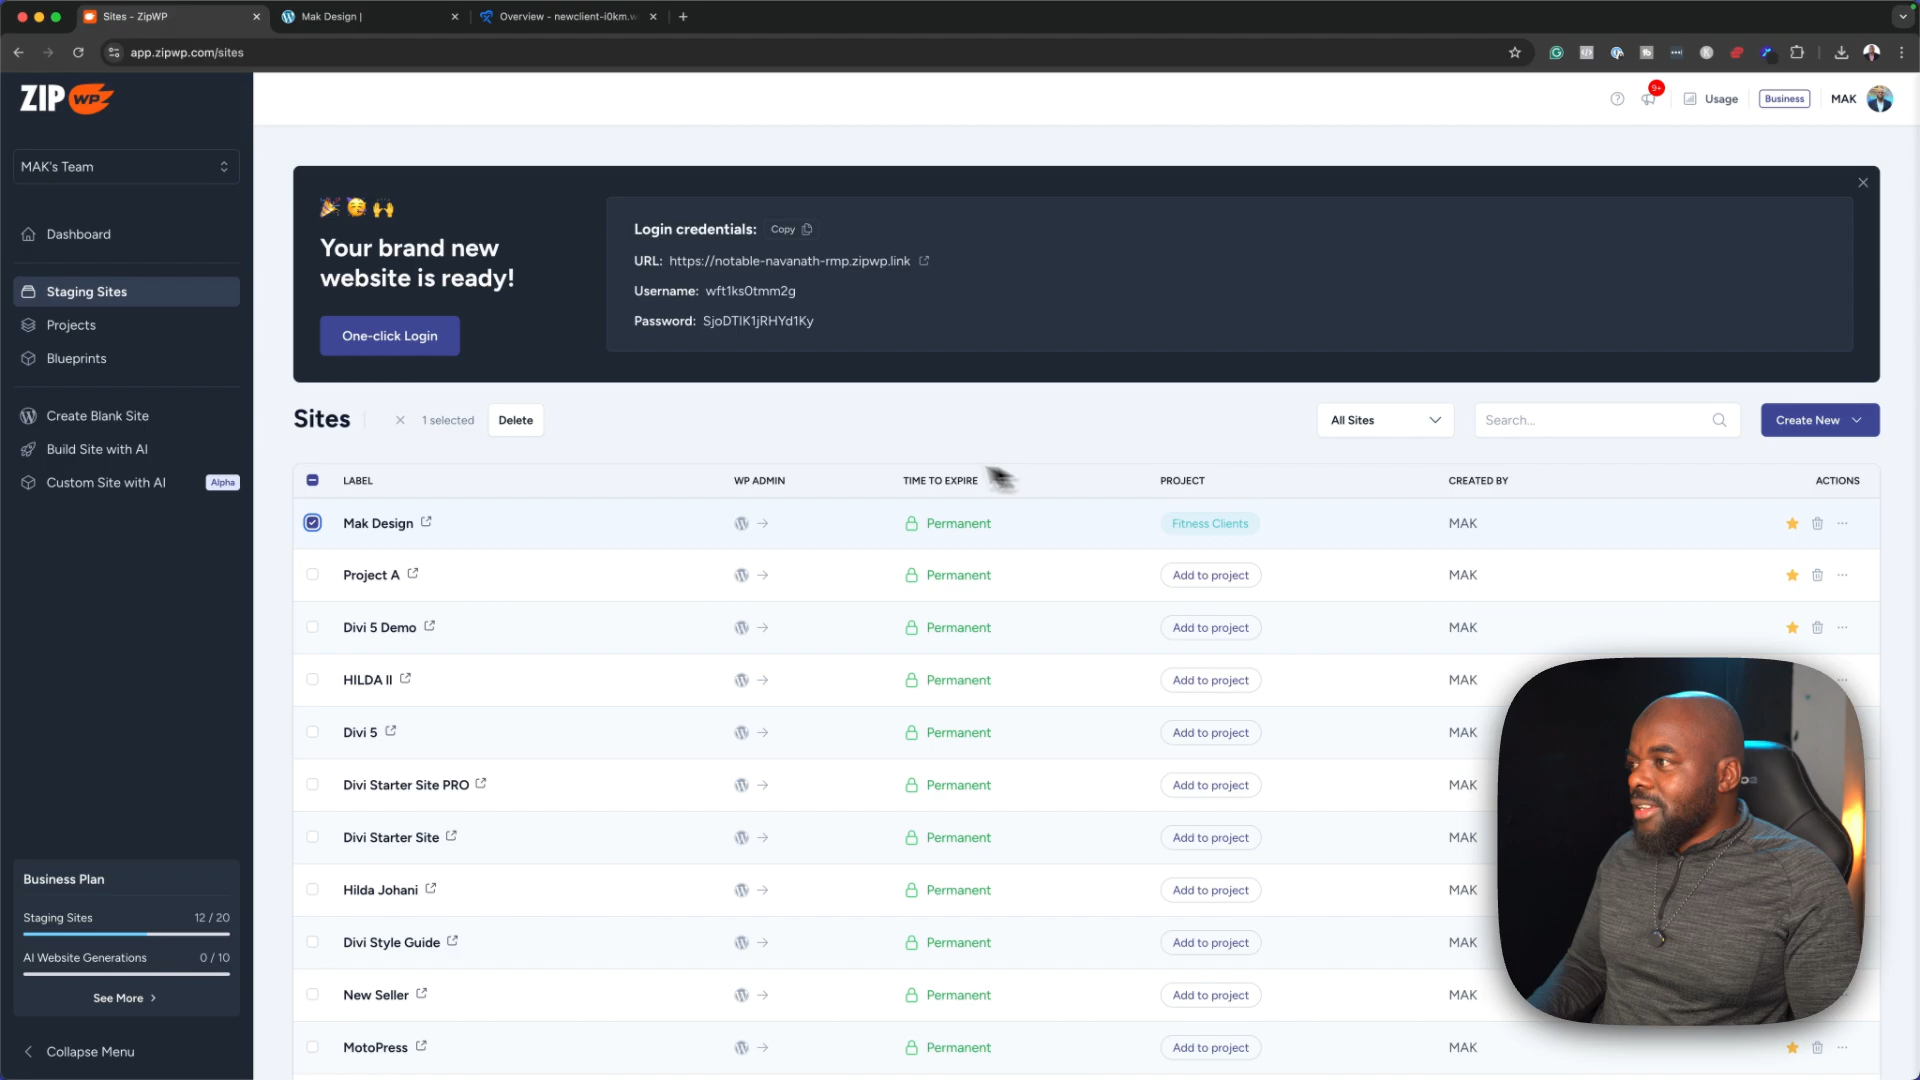 Sites - ZipWP
Mak Design |
Overview - newclient-i0km.w
app.zipwp.com/sites
ZIP WP
9+
Usage
Business
MAK
MAK's Team
Dashboard
Staging Sites
Projects
Blueprints
Create Blank Site
Build Site with AI
Custom Site with AI
Alpha
Your brand new
website is ready!
One-click Login
Login credentials: Copy
URL: https://notable-navanath-rmp.zipwp.link
Username: wft1ks0tmm2g
Password: SjoDTIK1jRHYd1Ky
Sites
1 selected
Delete
All Sites
Search...
Create New
LABEL
WP ADMIN
TIME TO EXPIRE
PROJECT
CREATED BY
ACTIONS
Mak Design Permanent Fitness Clients MAK
Project A Permanent Add to project MAK
Divi 5 Demo Permanent Add to project MAK
HILDA II Permanent Add to project MAK
Divi 5 Permanent Add to project MAK
Divi Starter Site PRO Permanent Add to project MAK
Divi Starter Site Permanent Add to project MAK
Hilda Johani Permanent Add to project MAK
Divi Style Guide Permanent Add to project MAK
New Seller Permanent Add to project MAK
MotoPress Permanent Add to project MAK
Business Plan
Staging Sites 12 / 20
AI Website Generations 0 / 10
See More
Collapse Menu